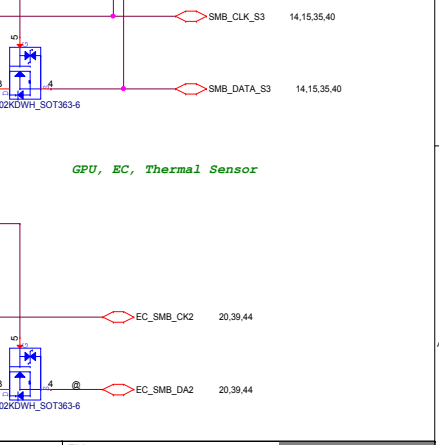 SMB_CLK_S3 14,15,35,40
5
4
SMB_DATA_S3 14,15,35,40
02KDWH_SOT363-6
GPU, EC, Thermal Sensor
EC_SMB_CK2 20,39,44
5
4 @
EC_SMB_DA2 20,39,44
02KDWH_SOT363-6